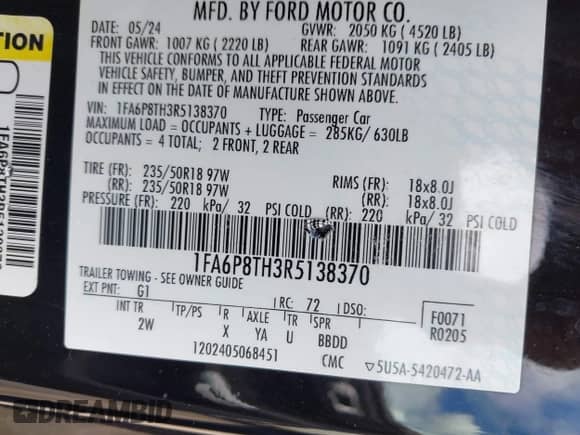 MFD. BY FORD MOTOR CO.
DATE: 05/24 GVWR: 2050 KG ( 4520 LB)
FRONT GAWR: 1007 KG ( 2220 LB) REAR GAWR: 1091 KG ( 2405 LB)
THIS VEHICLE CONFORMS TO ALL APPLICABLE FEDERAL MOTOR
VEHICLE SAFETY, BUMPER, AND THEFT PREVENTION STANDARDS
IN EFFECT ON THE DATE OF MANUFACTURE SHOWN ABOVE.
VIN: 1FA6P8TH3R5138370 TYPE: Passenger Car
MAXIMUM LOAD = OCCUPANTS + LUGGAGE = 285KG/ 630LB
OCCUPANTS = 4 TOTAL; 2 FRONT, 2 REAR
TIRE (FR): 235/50R18 97W RIMS (FR): 18x8.0J
(RR): 235/50R18 97W (RR): 18x8.0J
PRESSURE (FR): 220 kPa/ 32 PSI COLD (RR): 220 kPa/ 32 PSI COLD
1FA6P8TH3R5138370
TRAILER TOWING - SEE OWNER GUIDE
EXT PNT: G1 RC: 72 DSO: F0071
INT TR TP/PS R AXLE TR SPR R0205
2W X YA U BBDD
1202405068451 CMC 5U5A-5420472-AA
TION
DREAMBID